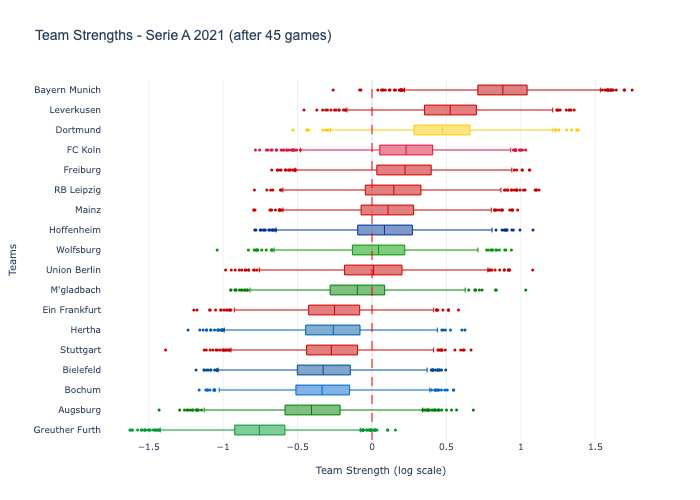 Team Strengths - Serie A 2021 (after 45 games)
Bayern Munich
Leverkusen
Dortmund
FC Koln
Freiburg
RB Leipzig
Mainz
Hoffenheim
Wolfsburg
Union Berlin
M'gladbach
Ein Frankfurt
Hertha
Stuttgart
Bielefeld
Bochum
Augsburg
Greuther Furth
Teams
−1.5 −1 −0.5 0 0.5 1 1.5
Team Strength (log scale)